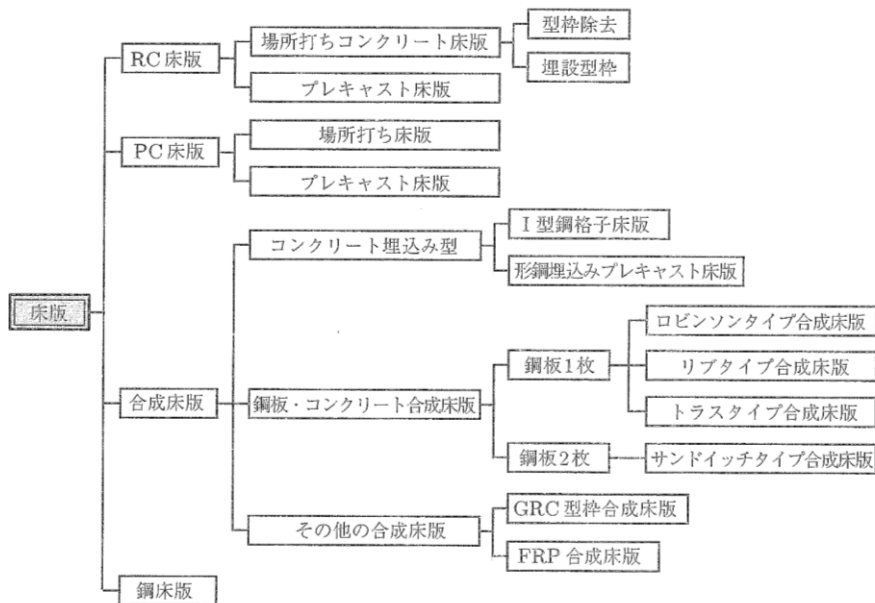 床版
RC床版
場所打ちコンクリート床版
型枠除去
埋設型枠
プレキャスト床版
PC床版
場所打ち床版
プレキャスト床版
合成床版
コンクリート埋込み型
I型鋼格子床版
形鋼埋込みプレキャスト床版
鋼板・コンクリート合成床版
鋼板1枚
ロビンソンタイプ合成床版
リブタイプ合成床版
トラスタイプ合成床版
鋼板2枚
サンドイッチタイプ合成床版
その他の合成床版
GRC型枠合成床版
FRP合成床版
鋼床版